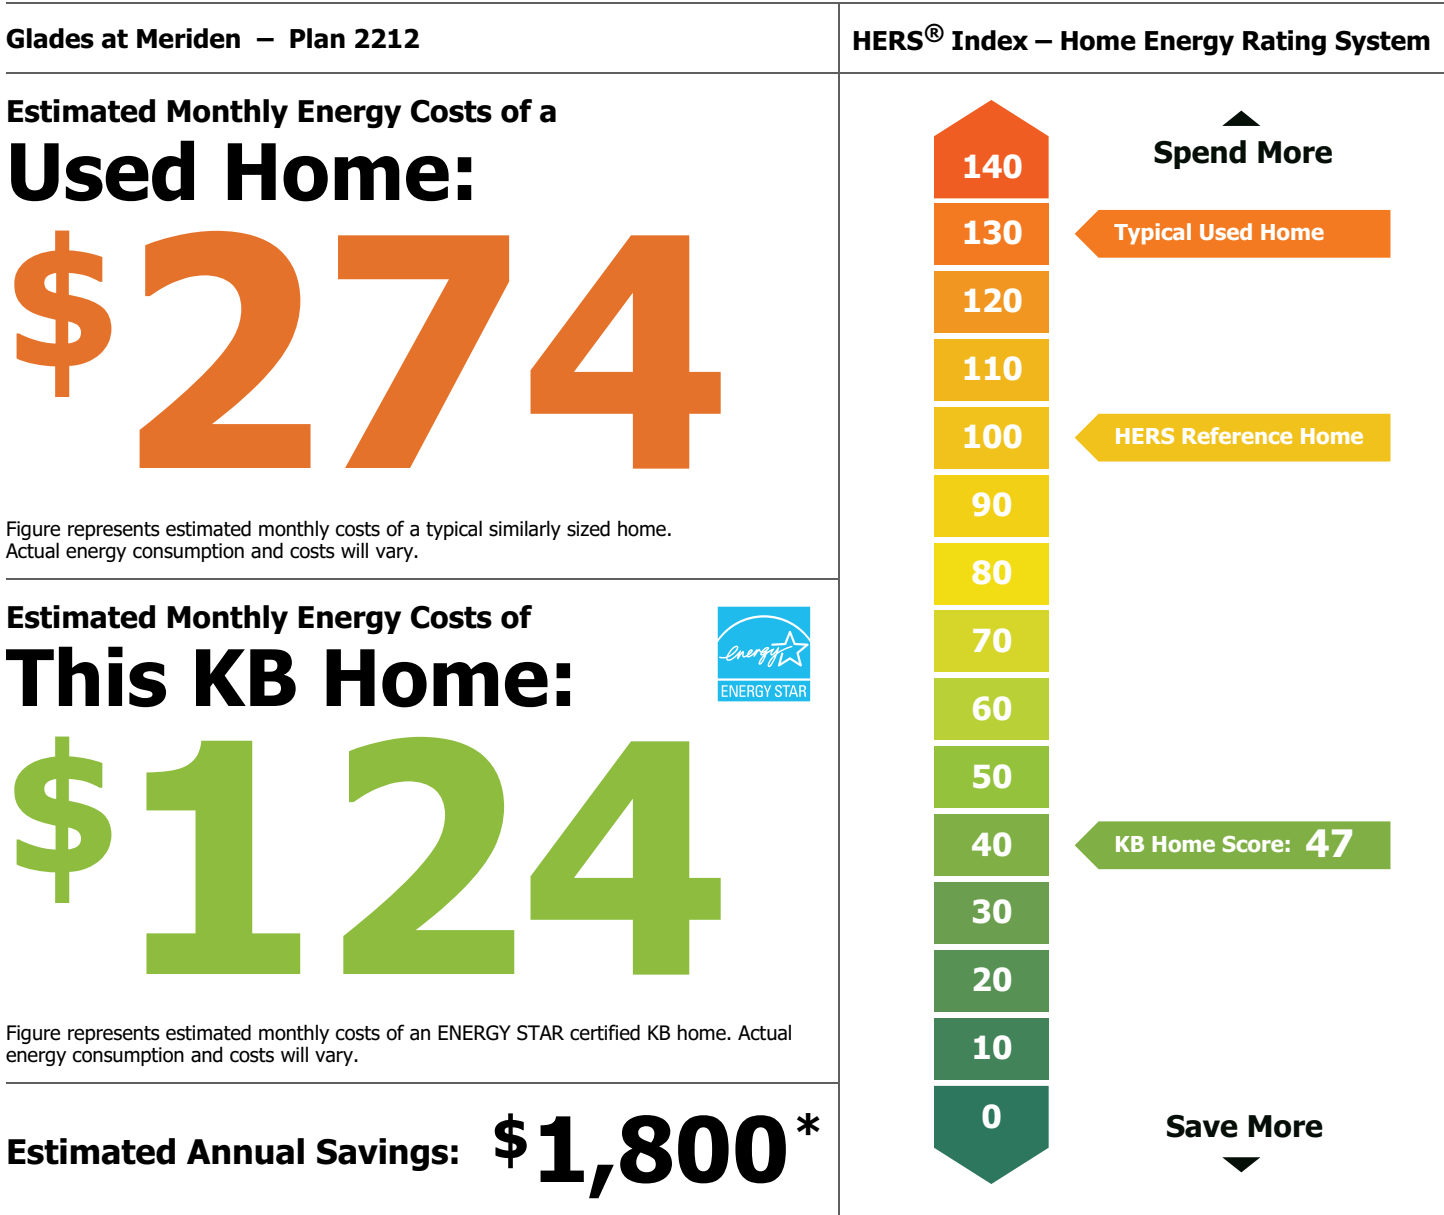 Glades at Meriden – Plan 2212
Estimated Monthly Energy Costs of a
Used Home:
$274
Figure represents estimated monthly costs of a typical similarly sized home.
Actual energy consumption and costs will vary.
Estimated Monthly Energy Costs of
This KB Home:
energy
ENERGY STAR
$124
Figure represents estimated monthly costs of an ENERGY STAR certified KB home. Actual
energy consumption and costs will vary.
Estimated Annual Savings: $1,800*
HERS® Index – Home Energy Rating System
Spend More
140
130 Typical Used Home
120
110
100 HERS Reference Home
90
80
70
60
50
40 KB Home Score: 47
30
20
10
0
Save More